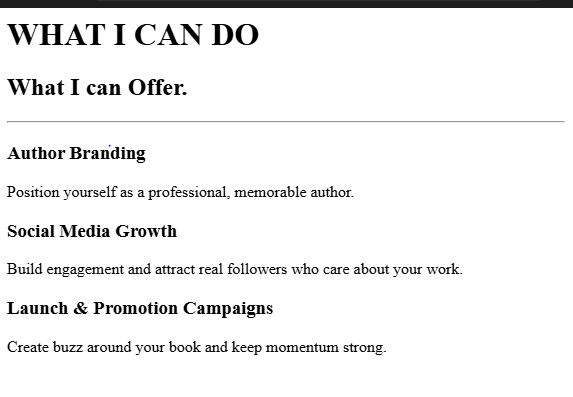 WHAT I CAN DO
What I can Offer.
Author Branding
Position yourself as a professional, memorable author.
Social Media Growth
Build engagement and attract real followers who care about your work.
Launch & Promotion Campaigns
Create buzz around your book and keep momentum strong.